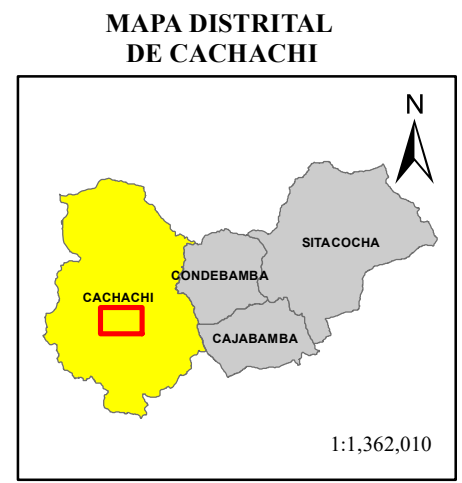 MAPA DISTRITAL
DE CACHACHI
N
SITACOCHA
CONDEBAMBA
CACHACHI
CAJABAMBA
1:1,362,010